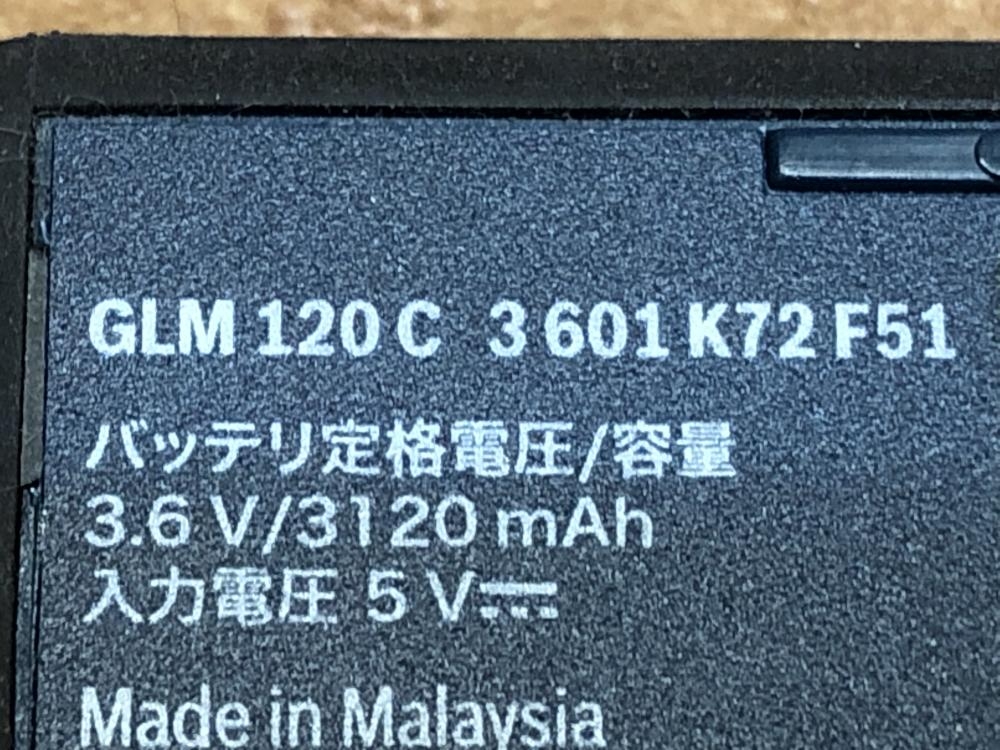 GLM 120 C 3 601 K72 F51
バッテリ定格電圧/容量
3.6 V/3120 mAh
入力電圧 5 V⎓
Made in Malaysia